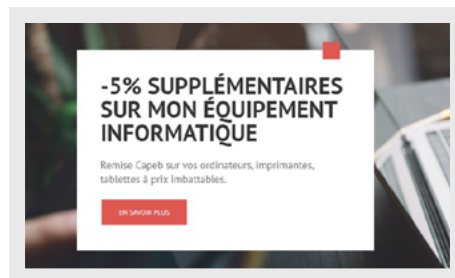 -5% SUPPLÉMENTAIRES
SUR MON ÉQUIPEMENT
INFORMATIQUE
Remise Capeb sur vos ordinateurs, imprimantes,
tablettes à prix imbattables.
EN SAVOIR PLUS